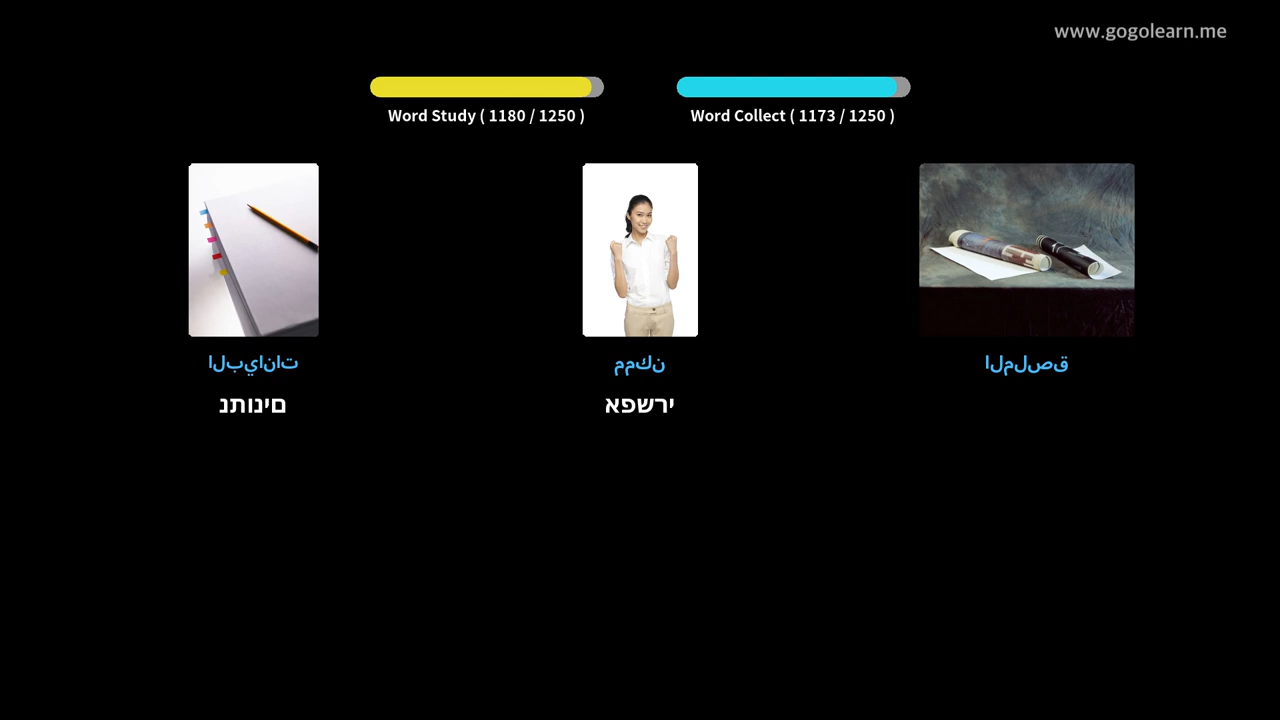 www.gogolearn.me
Word Study ( 1180 / 1250 )
Word Collect ( 1173 / 1250 )
البيانات
ممكن
الملصق
נתונים
אפשרי